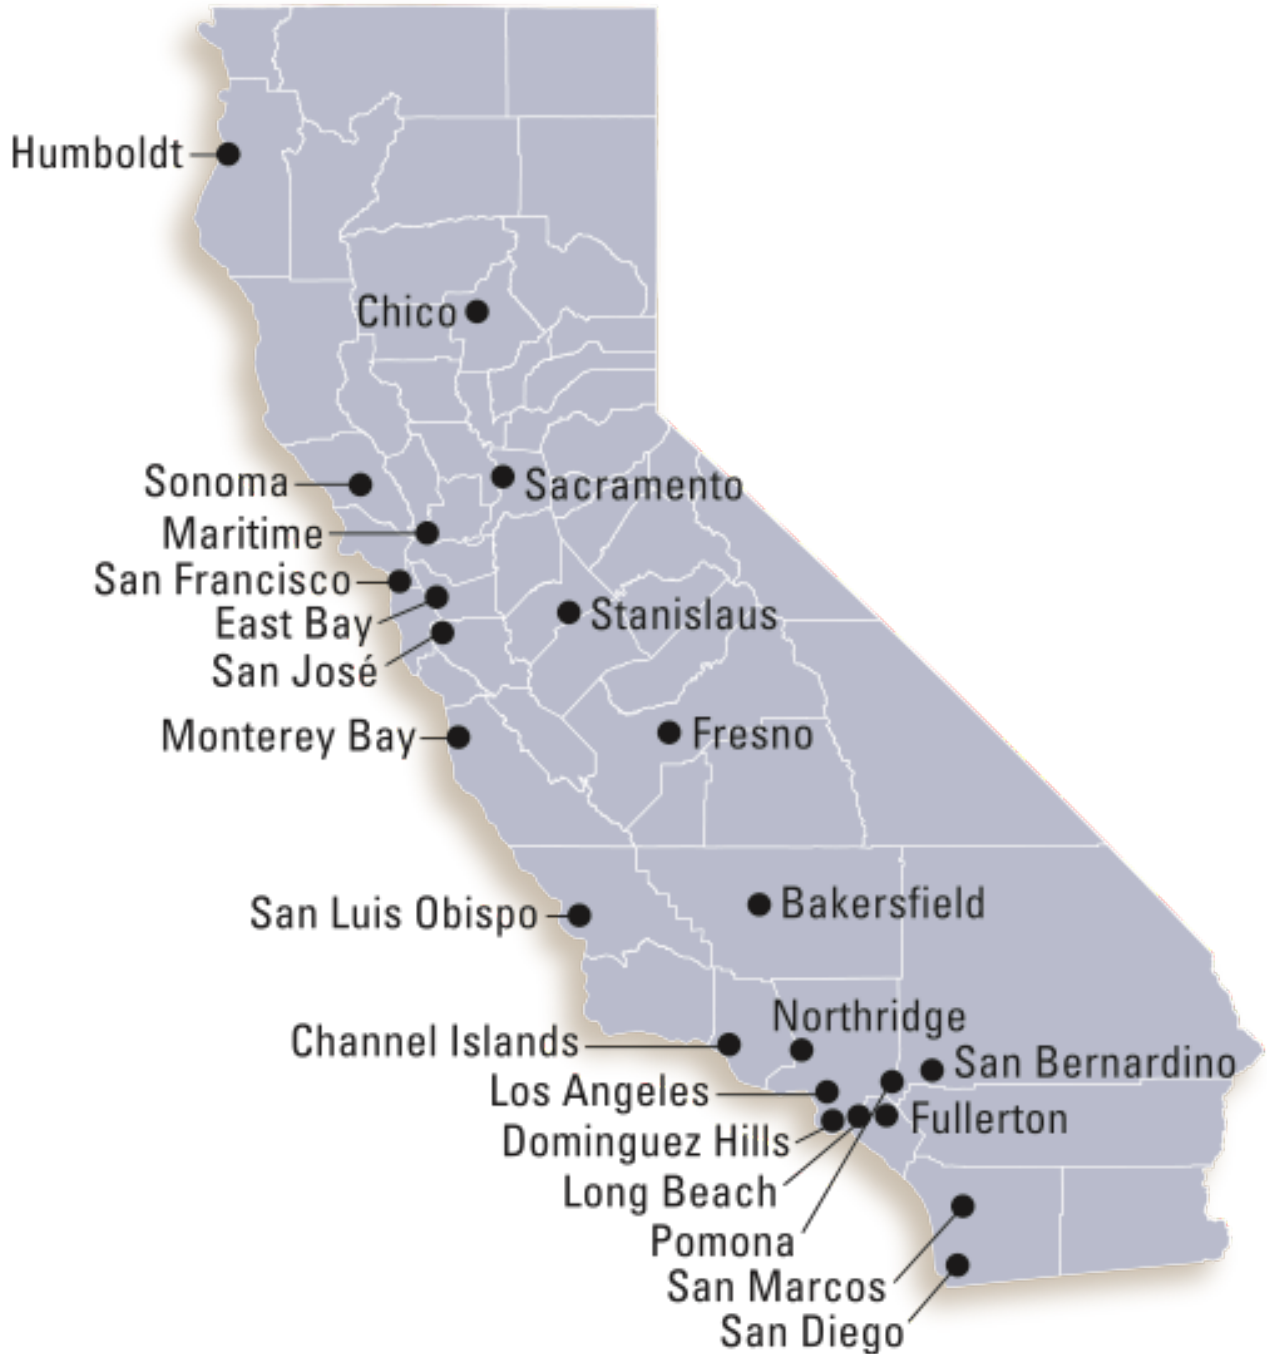 Humboldt
Chico
Sonoma
Sacramento
Maritime
San Francisco
East Bay
Stanislaus
San José
Monterey Bay
Fresno
San Luis Obispo
Bakersfield
Northridge
Channel Islands
San Bernardino
Los Angeles
Fullerton
Dominguez Hills
Long Beach
Pomona
San Marcos
San Diego